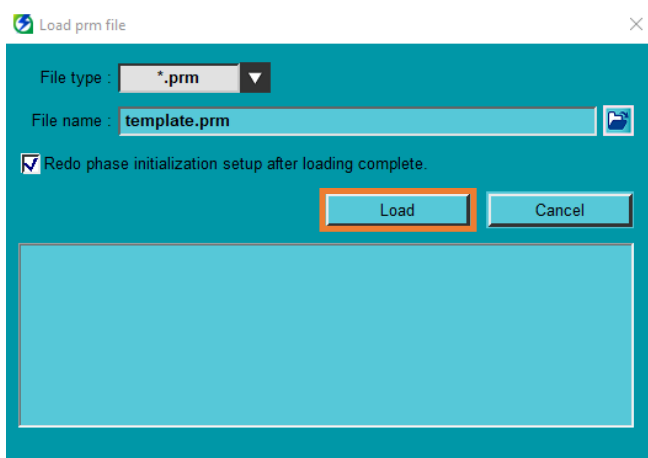 Load prm file
File type : *.prm
File name : template.prm
Redo phase initialization setup after loading complete.
Load Cancel